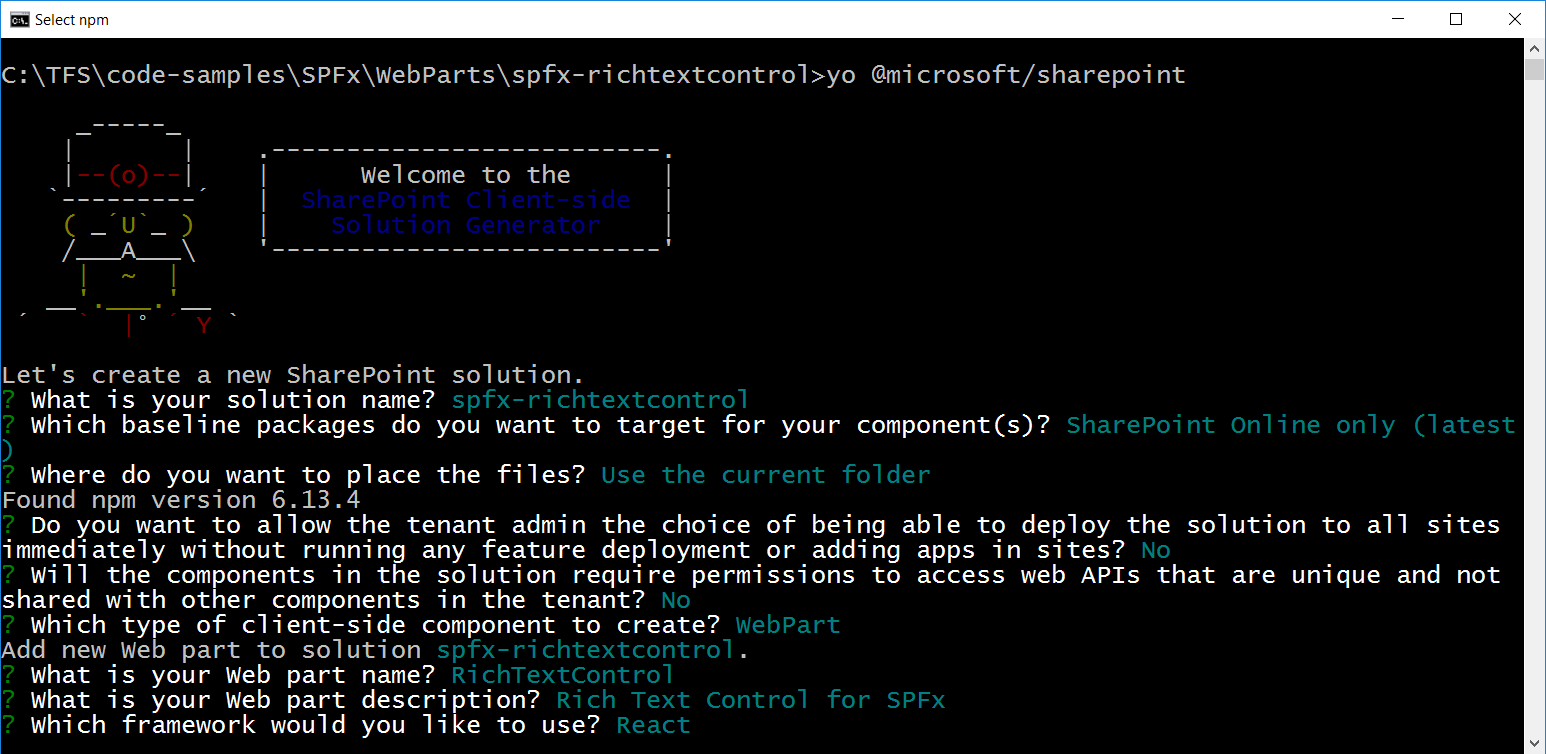 Select npm
C:\TFS\code-samples\SPFx\WebParts\spfx-richtextcontrol>yo @microsoft/sharepoint
     _-----_
    |       |    .--------------------------.
    |--(o)--|    |      Welcome to the      |
   `---------´   |  SharePoint Client-side  |
    ( _´U`_ )    |    Solution Generator    |
    /___A___\    '--------------------------'
     |  ~  |
   __'.___.'__
 ´   `  |° ´ Y `
Let's create a new SharePoint solution.
? What is your solution name? spfx-richtextcontrol
? Which baseline packages do you want to target for your component(s)? SharePoint Online only (latest
)
? Where do you want to place the files? Use the current folder
Found npm version 6.13.4
? Do you want to allow the tenant admin the choice of being able to deploy the solution to all sites
immediately without running any feature deployment or adding apps in sites? No
? Will the components in the solution require permissions to access web APIs that are unique and not
shared with other components in the tenant? No
? Which type of client-side component to create? WebPart
Add new Web part to solution spfx-richtextcontrol.
? What is your Web part name? RichTextControl
? What is your Web part description? Rich Text Control for SPFx
? Which framework would you like to use? React